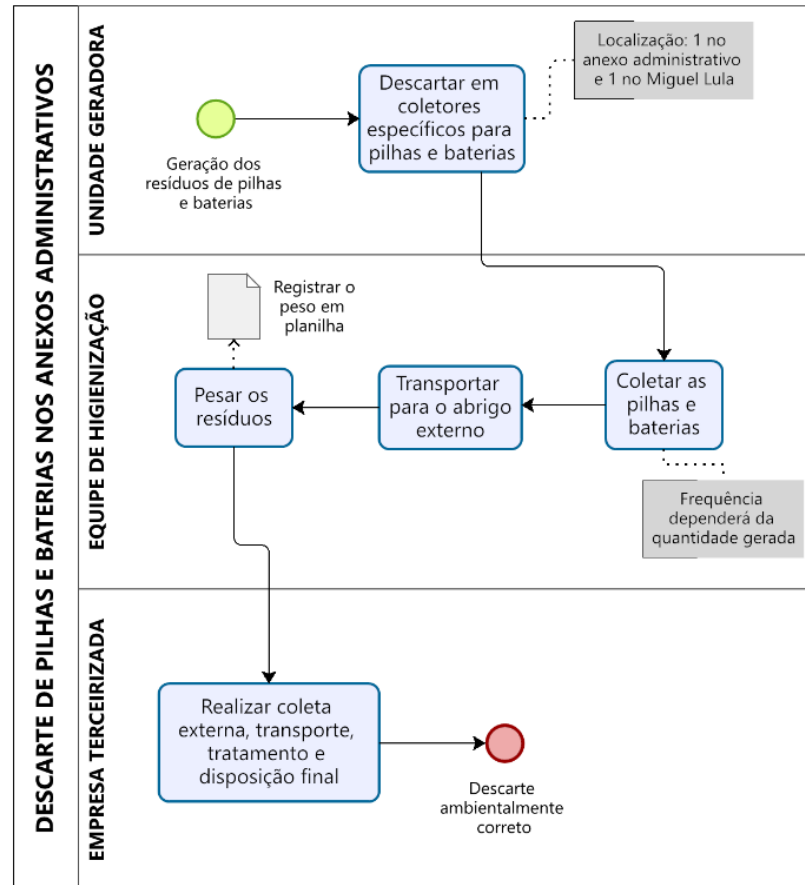 DESCARTE DE PILHAS E BATERIAS NOS ANEXOS ADMINISTRATIVOS
UNIDADE GERADORA
Geração dos
resíduos de pilhas
e baterias
Descartar em
coletores
específicos para
pilhas e baterias
Localização: 1 no
anexo administrativo
e 1 no Miguel Lula
EQUIPE DE HIGIENIZAÇÃO
Registrar o
peso em
planilha
Pesar os
resíduos
Transportar
para o abrigo
externo
Coletar as
pilhas e
baterias
Frequência
dependerá da
quantidade gerada
EMPRESA TERCEIRIZADA
Realizar coleta
externa, transporte,
tratamento e
disposição final
Descarte
ambientalmente
correto